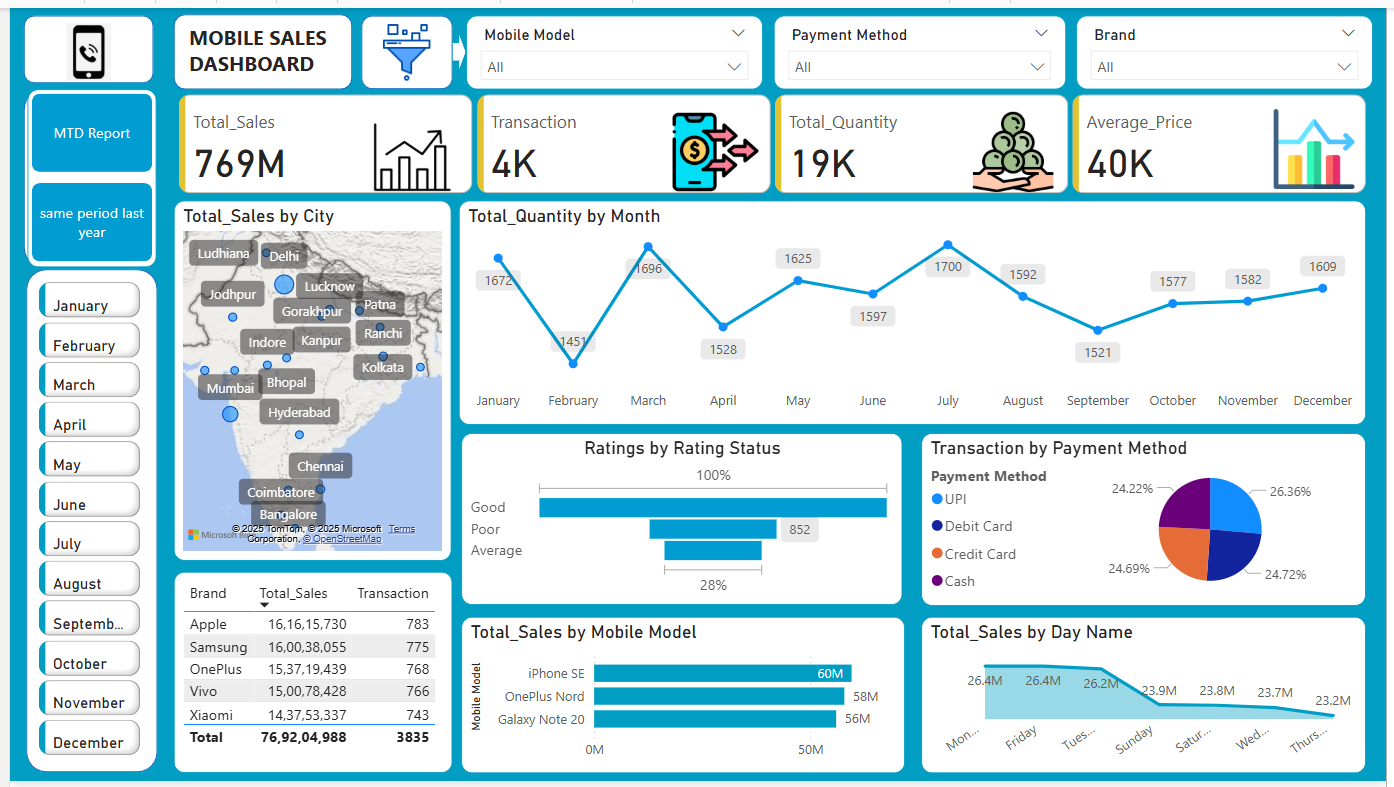 MOBILE SALES
DASHBOARD
Mobile Model
All
Payment Method
All
Brand
All
MTD Report
same period last
year
Total_Sales
769M
Transaction
4K
Total_Quantity
19K
Average_Price
40K
January
February
March
April
May
June
July
August
Septemb...
October
November
December
Total_Sales by City
Ludhiana
Delhi
Lucknow
Jodhpur
Gorakhpur
Patna
Indore
Kanpur
Ranchi
Kolkata
Mumbai
Bhopal
Hyderabad
Chennai
Coimbatore
Bangalore
Microsoft Bing
© 2025 TomTom, © 2025 Microsoft Terms
Corporation, © OpenStreetMap
Total_Quantity by Month
1672
1451
1696
1528
1625
1597
1700
1592
1521
1577
1582
1609
January February March April May June July August September October November December
Ratings by Rating Status
100%
Good
Poor
852
Average
28%
Transaction by Payment Method
Payment Method
UPI
Debit Card
Credit Card
Cash
24.22%
26.36%
24.69%
24.72%
Brand Total_Sales Transaction
Apple 16,16,15,730 783
Samsung 16,00,38,055 775
OnePlus 15,37,19,439 768
Vivo 15,00,78,428 766
Xiaomi 14,37,53,337 743
Total 76,92,04,988 3835
Total_Sales by Mobile Model
Mobile Model
iPhone SE 60M
OnePlus Nord 58M
Galaxy Note 20 56M
0M 50M
Total_Sales by Day Name
26.4M 26.4M 26.2M 23.9M 23.8M 23.7M 23.2M
Mon... Friday Tues... Sunday Satur... Wed... Thurs...